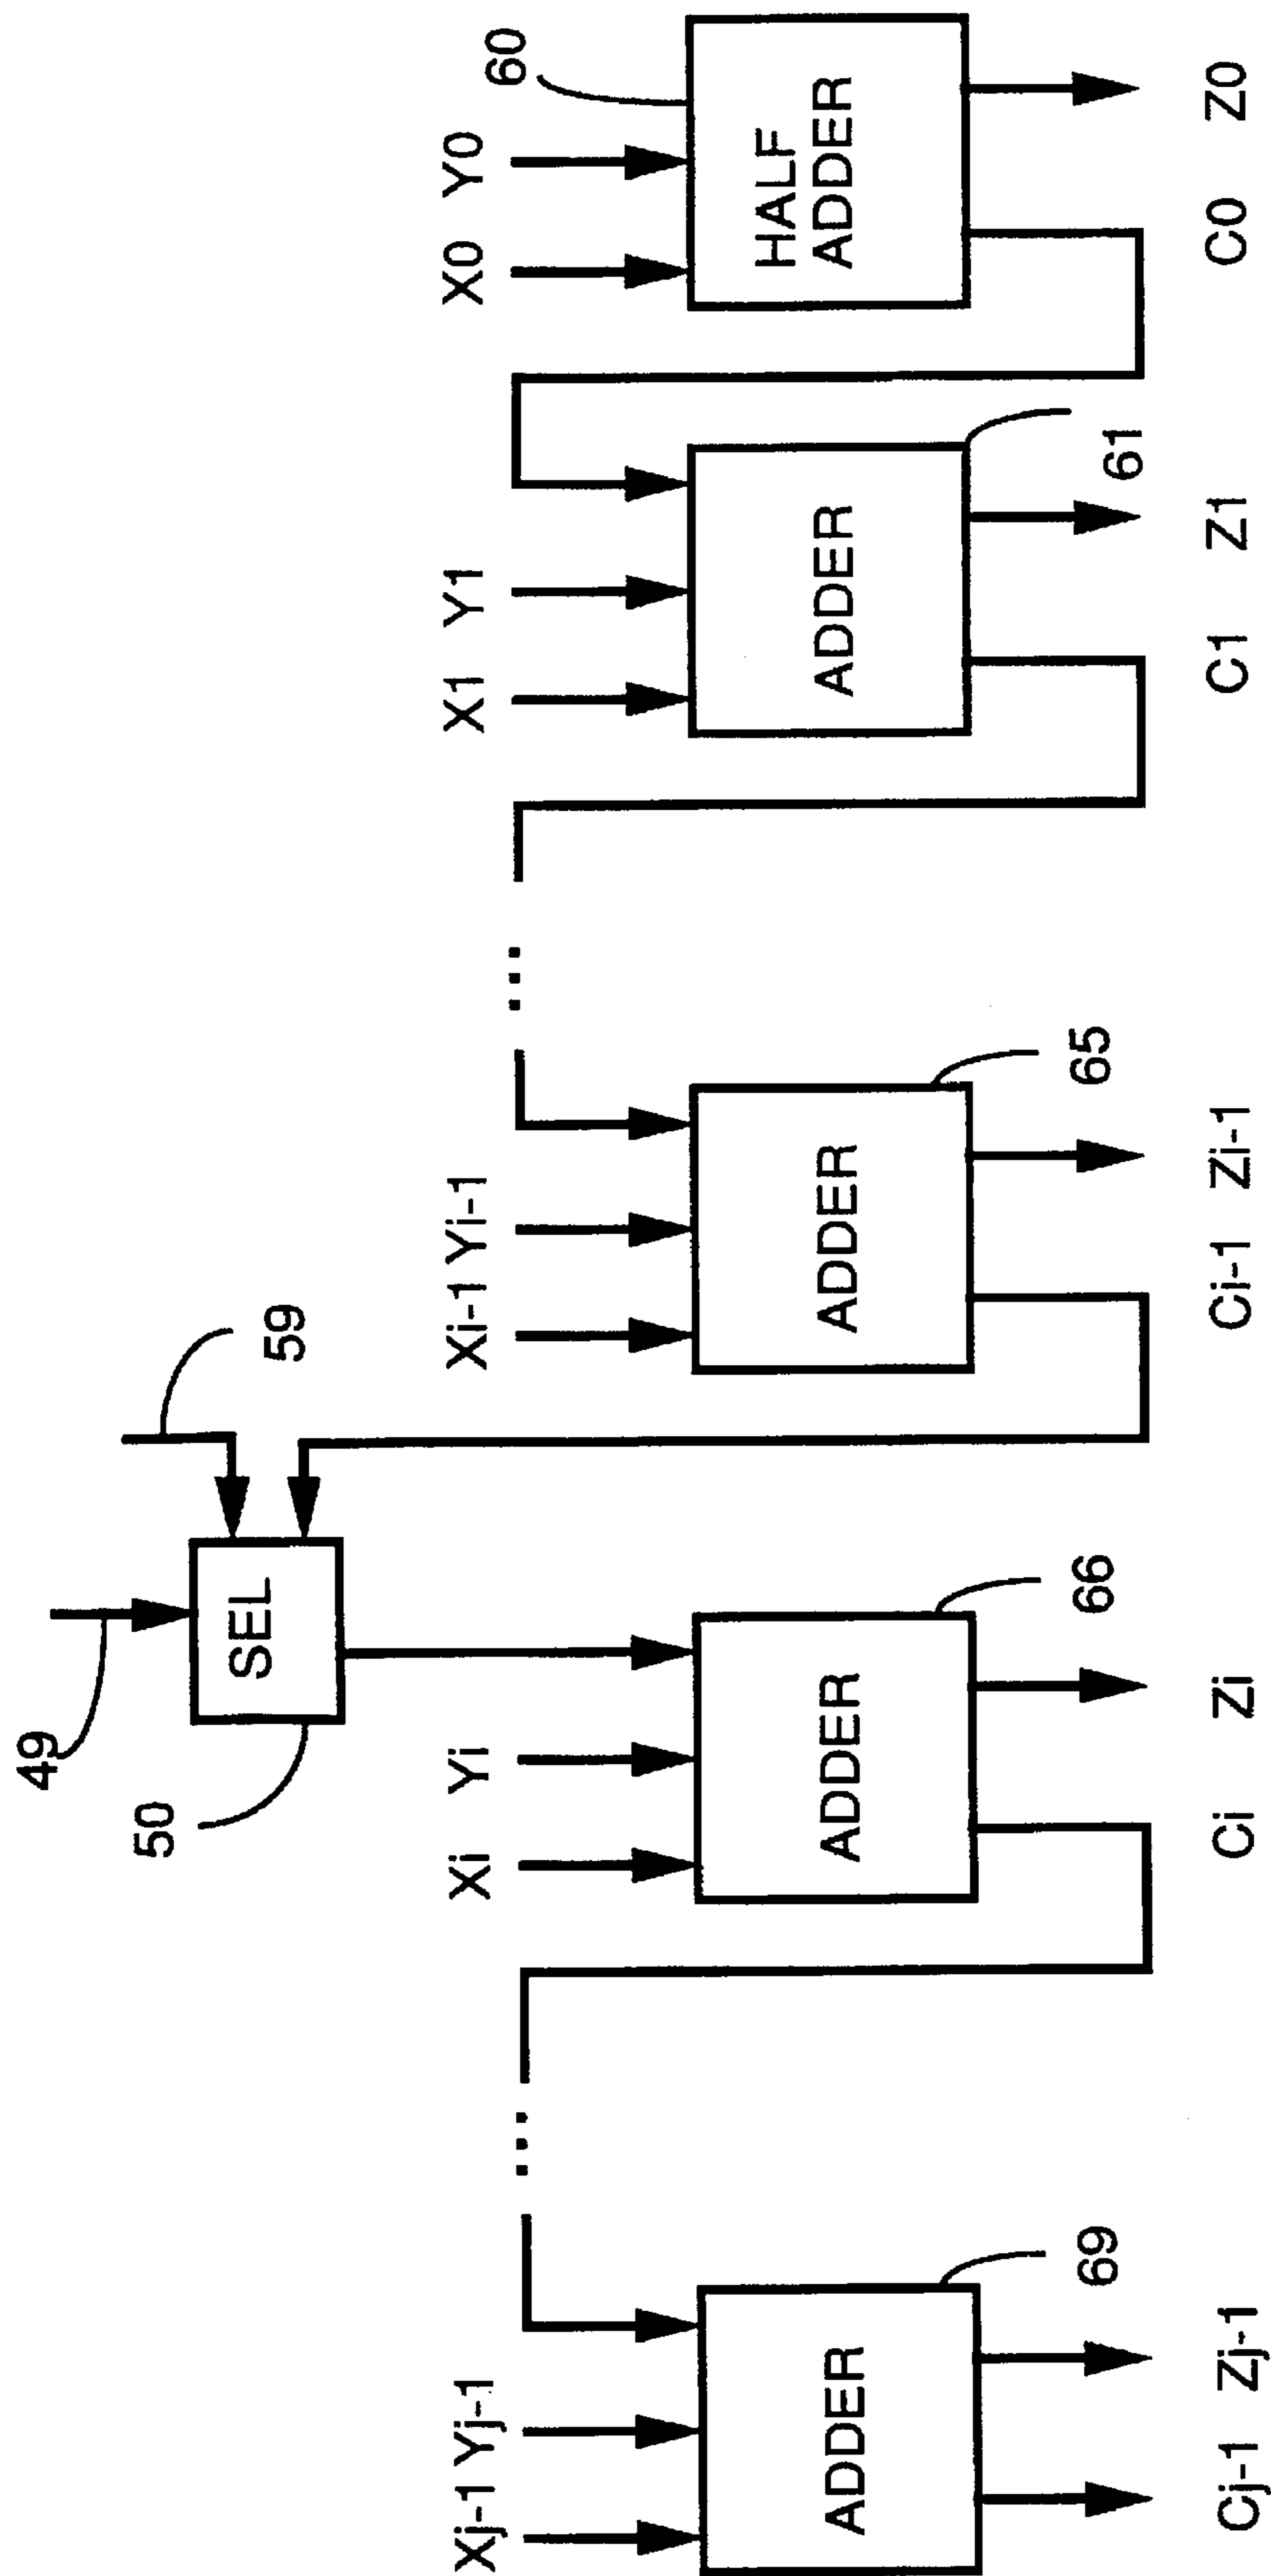 49
50
SEL
59
Xj-1 Yj-1
Xi Yi
Xi-1 Yi-1
X1 Y1
X0 Y0
60
ADDER
ADDER
ADDER
ADDER
HALF
ADDER
69
66
65
61
Cj-1 Zj-1
Ci Zi
Ci-1 Zi-1
C1 Z1
C0 Z0